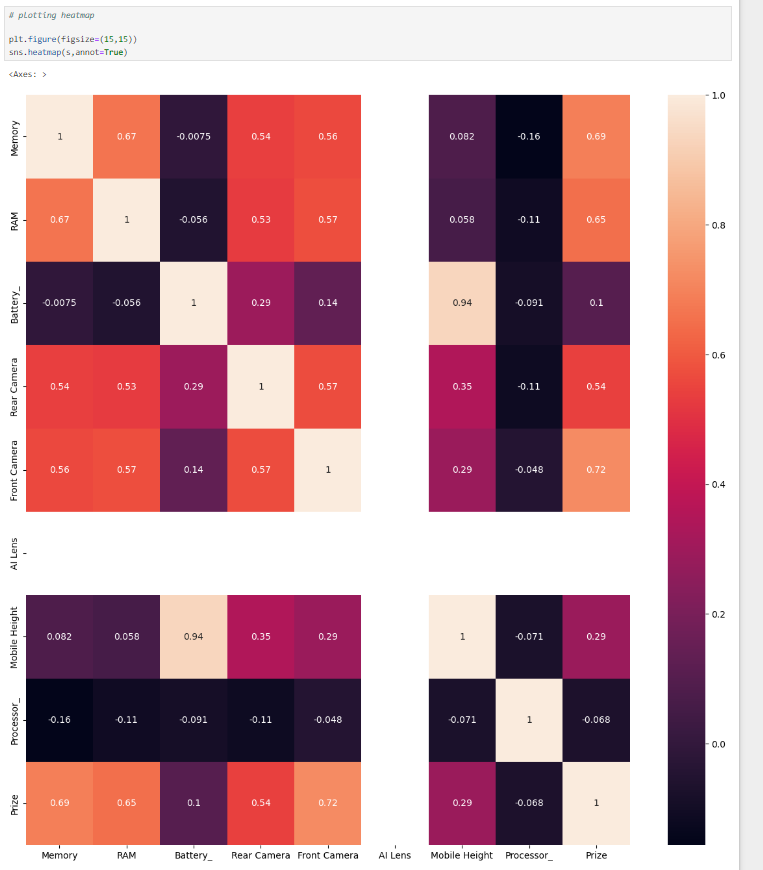 # plotting heatmap
plt.figure(figsize=(15,15))
sns.heatmap(s,annot=True)
<Axes: >
1.0
Memory 1 0.67 -0.0075 0.54 0.56 0.082 -0.16 0.69
0.8
RAM 0.67 1 -0.056 0.53 0.57 0.058 -0.11 0.65
Battery_ -0.0075 -0.056 1 0.29 0.14 0.94 -0.091 0.1
0.6
Rear Camera 0.54 0.53 0.29 1 0.57 0.35 -0.11 0.54
Front Camera 0.56 0.57 0.14 0.57 1 0.29 -0.048 0.72
0.4
AI Lens
0.2
Mobile Height 0.082 0.058 0.94 0.35 0.29 1 -0.071 0.29
Processor_ -0.16 -0.11 -0.091 -0.11 -0.048 -0.071 1 -0.068
0.0
Prize 0.69 0.65 0.1 0.54 0.72 0.29 -0.068 1
Memory RAM Battery_ Rear Camera Front Camera AI Lens Mobile Height Processor_ Prize